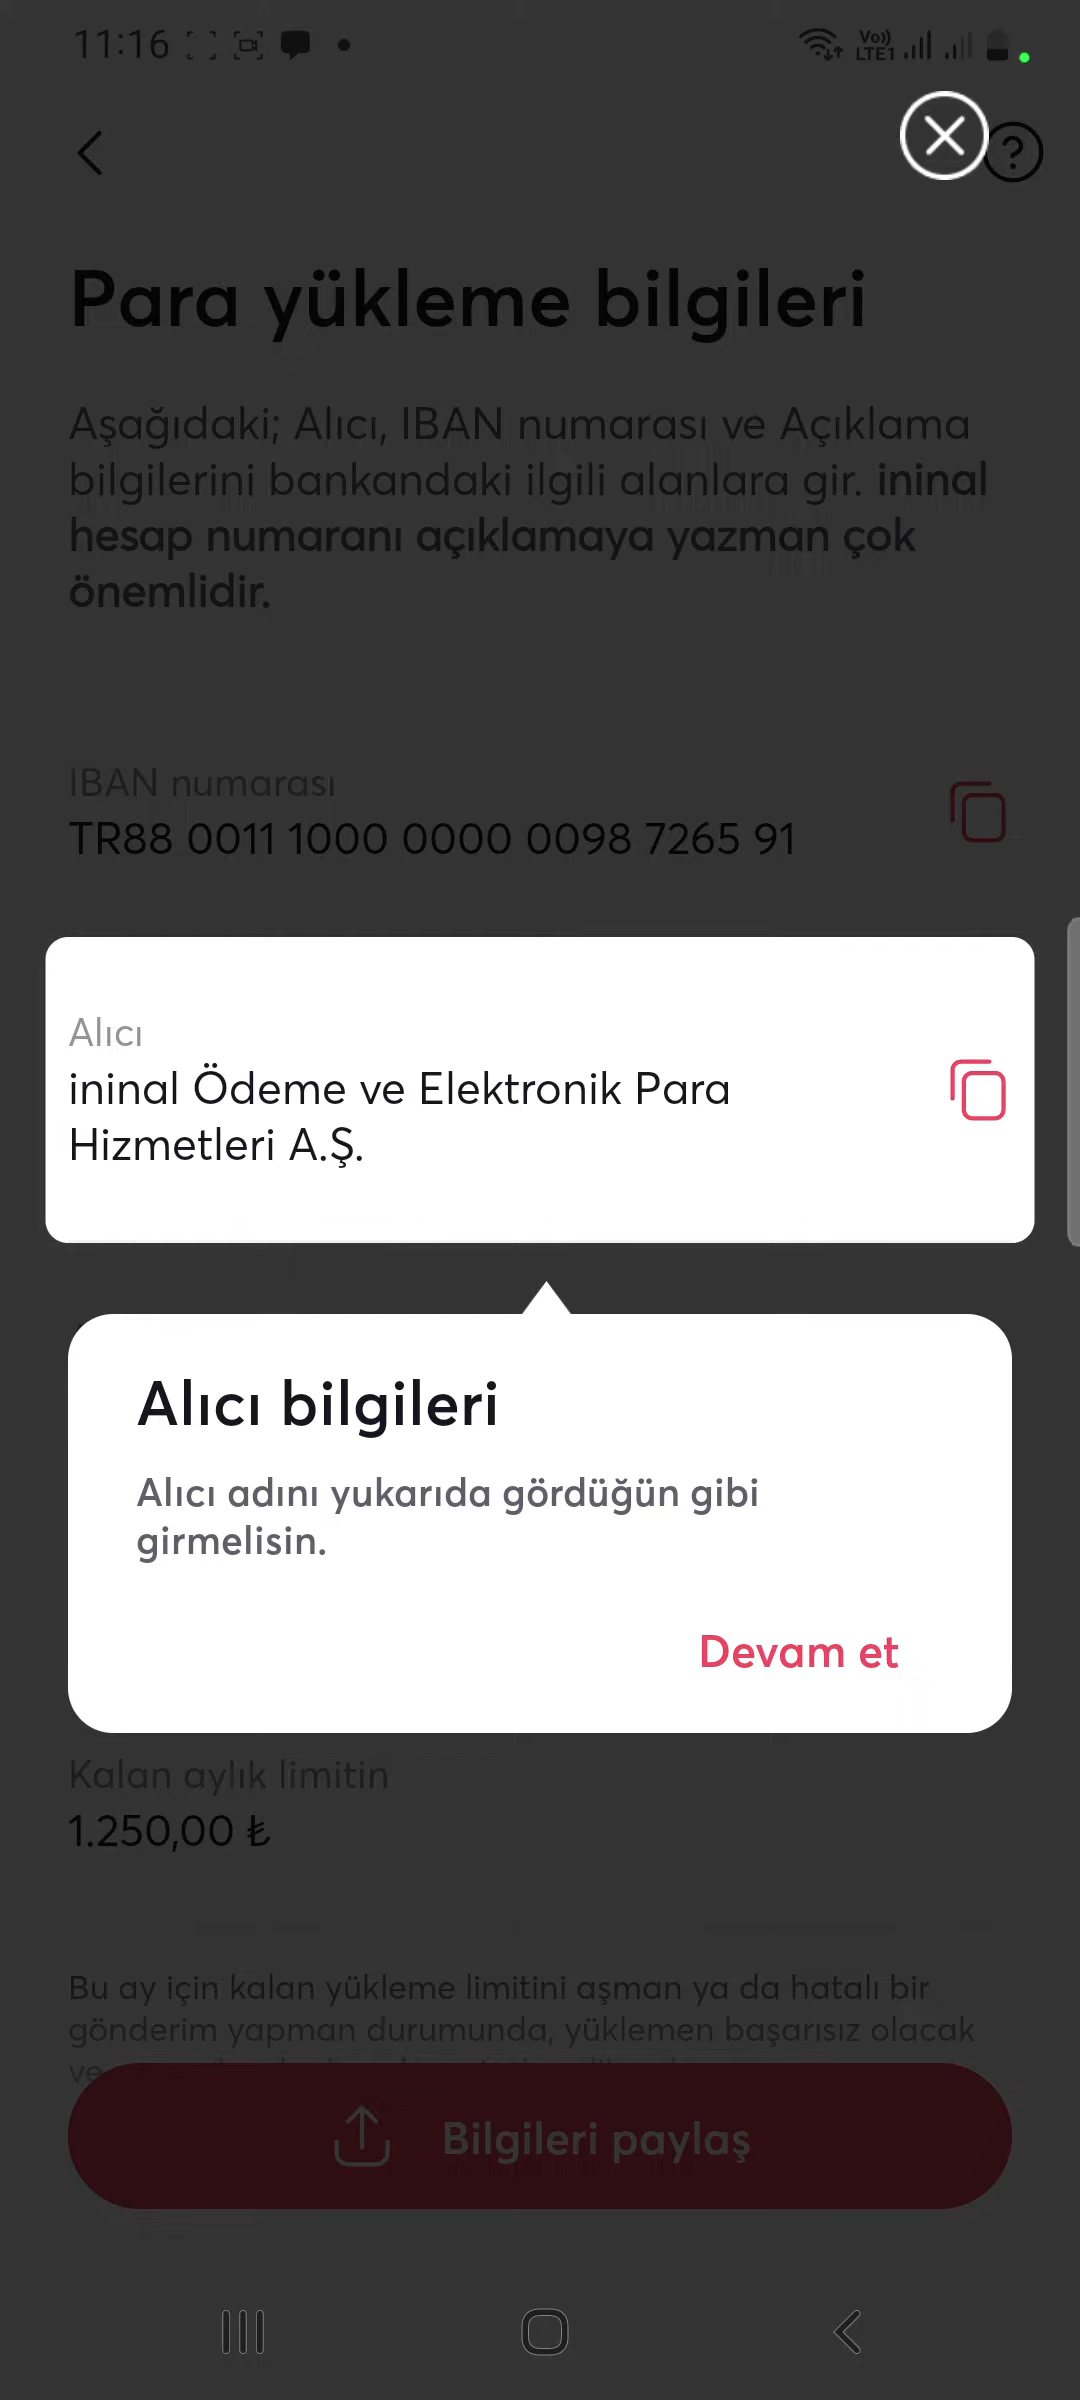 11:16
Vo))
LTE1
?
Para yükleme bilgileri
Aşağıdaki; Alıcı, IBAN numarası ve Açıklama
bilgilerini bankandaki ilgili alanlara gir. ininal
hesap numaranı açıklamaya yazman çok
önemlidir.
IBAN numarası
TR88 0011 1000 0000 0098 7265 91
Alıcı
ininal Ödeme ve Elektronik Para
Hizmetleri A.Ş.
Alıcı bilgileri
Alıcı adını yukarıda gördüğün gibi
girmelisin.
Devam et
Kalan aylık limitin
1.250,00 ₺
Bu ay için kalan yükleme limitini aşman ya da hatalı bir
gönderim yapman durumunda, yüklemen başarısız olacak
ve
Bilgileri paylaş